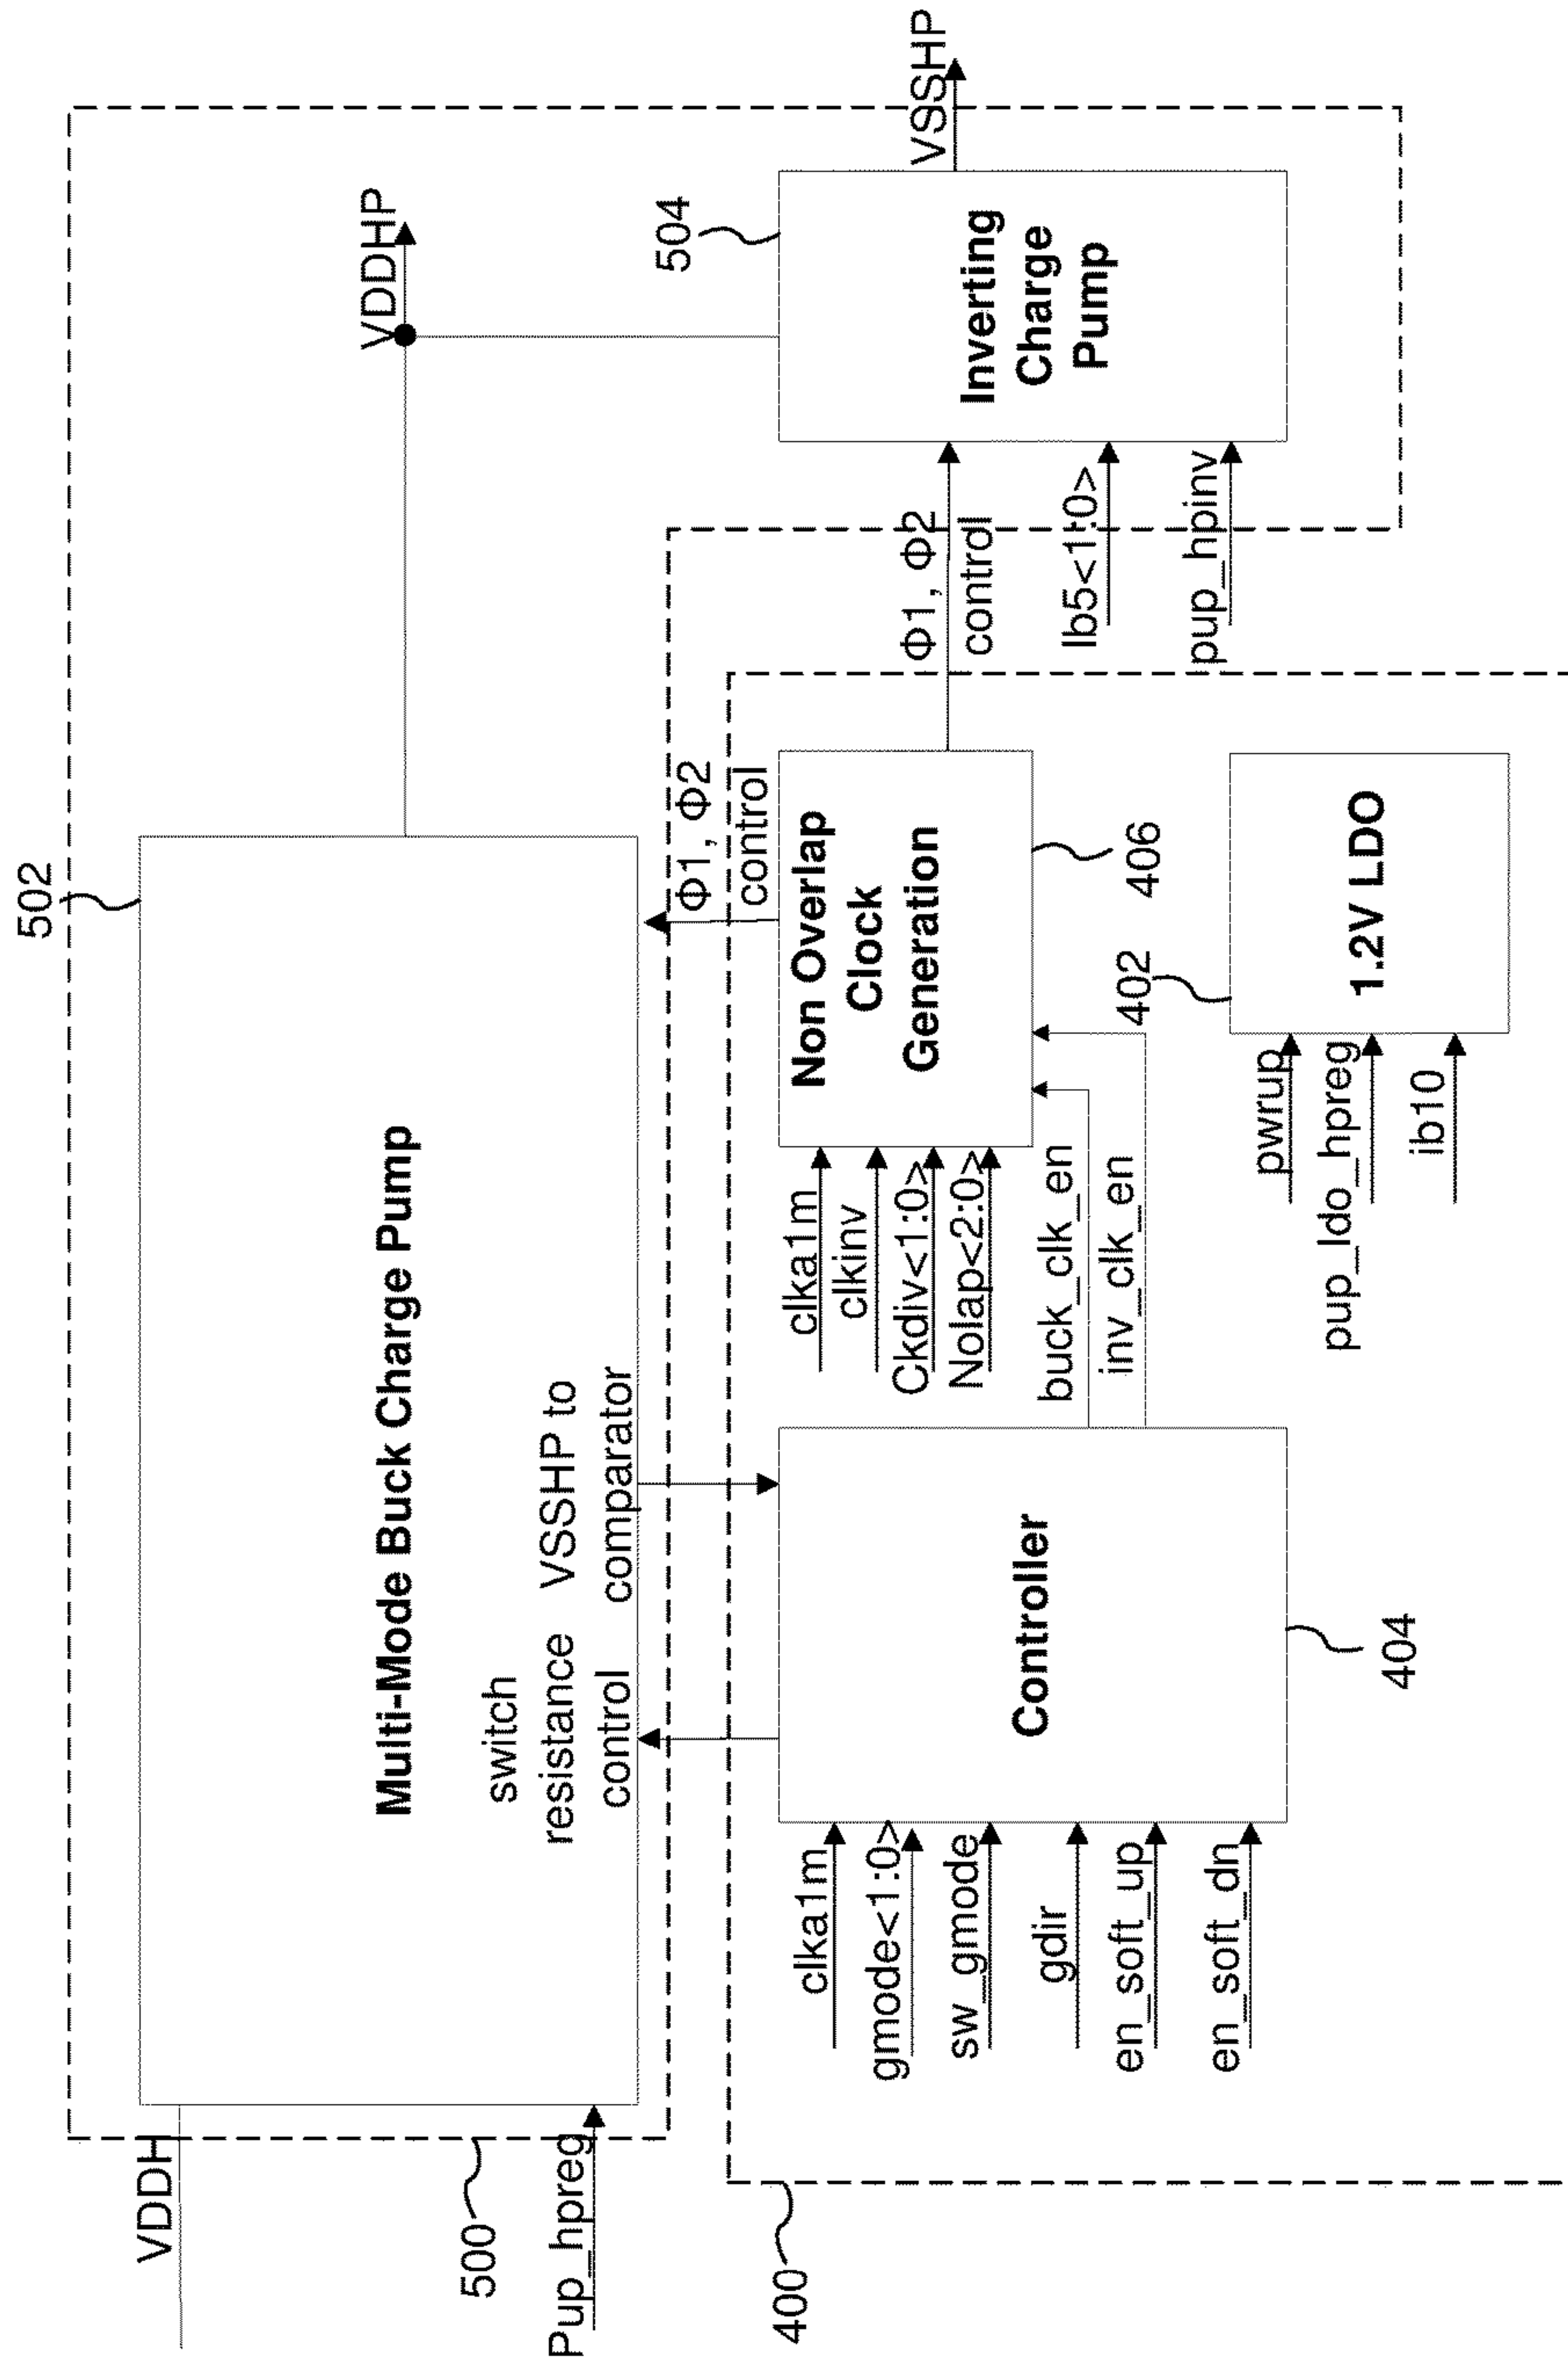 502
VDDH
Multi-Mode Buck Charge Pump
VDDHP
500
Pup_hpreg
switch
resistance
control
VSSHP to
comparator
Φ1, Φ2
control
504
VSSHP
Inverting
Charge
Pump
400
clka1m
gmode<1:0>
sw_gmode
gdir
en_soft_up
en_soft_dn
Controller
404
clka1m
clkinv
Ckdiv<1:0>
Nolap<2:0>
buck_clk_en
inv_clk_en
Non Overlap
Clock
Generation
406
Φ1, Φ2
control
Ib5<1:0>
pup_hpinv
402
pwrup
pup_ldo_hpreg
ib10
1.2V LDO